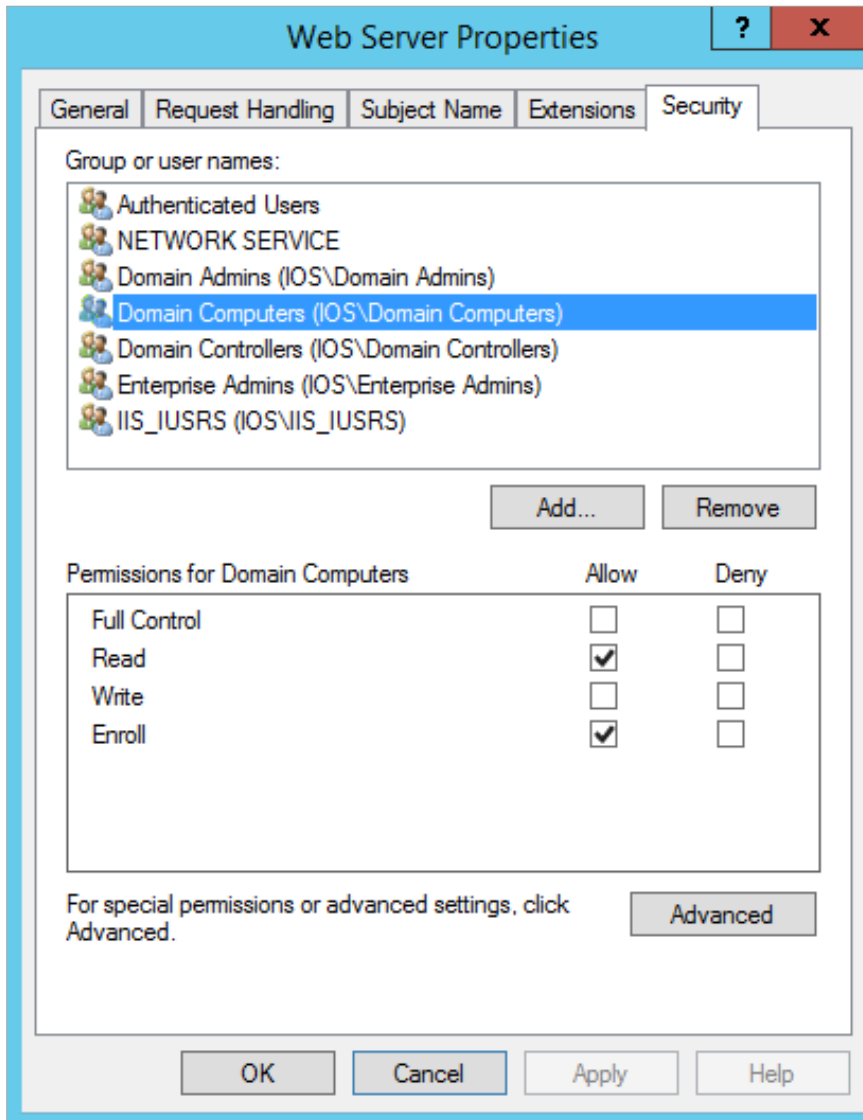 Web Server Properties
?
x
General
Request Handling
Subject Name
Extensions
Security
Group or user names:
Authenticated Users
NETWORK SERVICE
Domain Admins (IOS\Domain Admins)
Domain Computers (IOS\Domain Computers)
Domain Controllers (IOS\Domain Controllers)
Enterprise Admins (IOS\Enterprise Admins)
IIS_IUSRS (IOS\IIS_IUSRS)
Add...
Remove
Permissions for Domain Computers
Allow
Deny
Full Control
Read
Write
Enroll
For special permissions or advanced settings, click
Advanced.
Advanced
OK
Cancel
Apply
Help